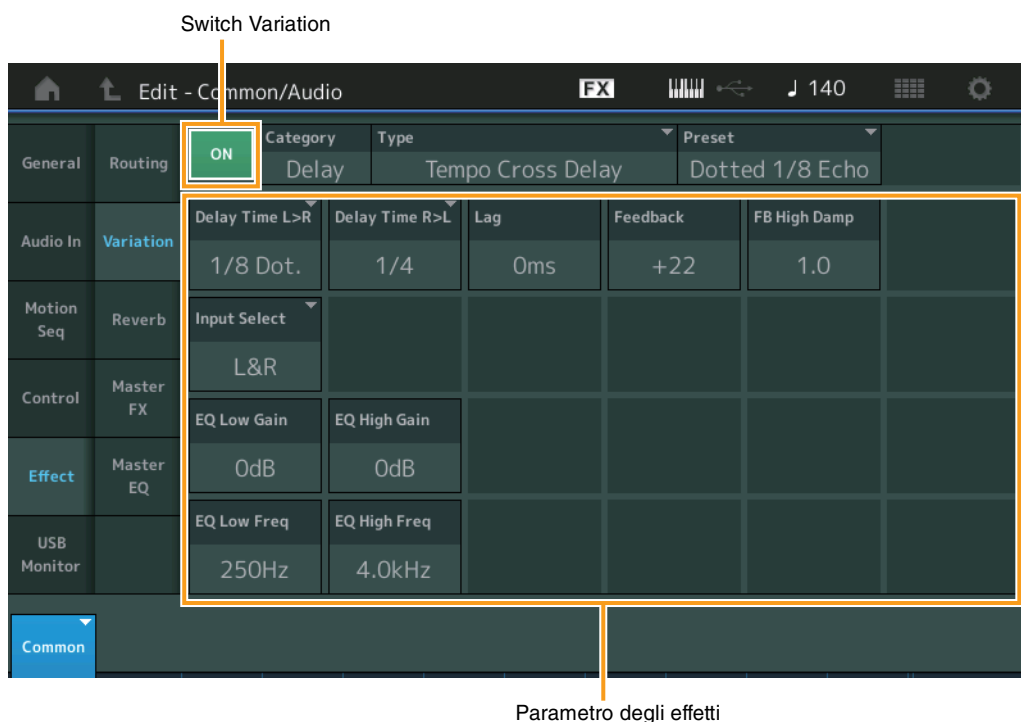 Switch Variation
Edit - Common/Audio
FX
♩ 140
General
Routing
ON
Category
Delay
Type
Tempo Cross Delay
Preset
Dotted 1/8 Echo
Audio In
Variation
Delay Time L>R
1/8 Dot.
Delay Time R>L
1/4
Lag
0ms
Feedback
+22
FB High Damp
1.0
Motion
Seq
Reverb
Input Select
L&R
Control
Master
FX
EQ Low Gain
0dB
EQ High Gain
0dB
Effect
Master
EQ
EQ Low Freq
250Hz
EQ High Freq
4.0kHz
USB
Monitor
Common
Parametro degli effetti